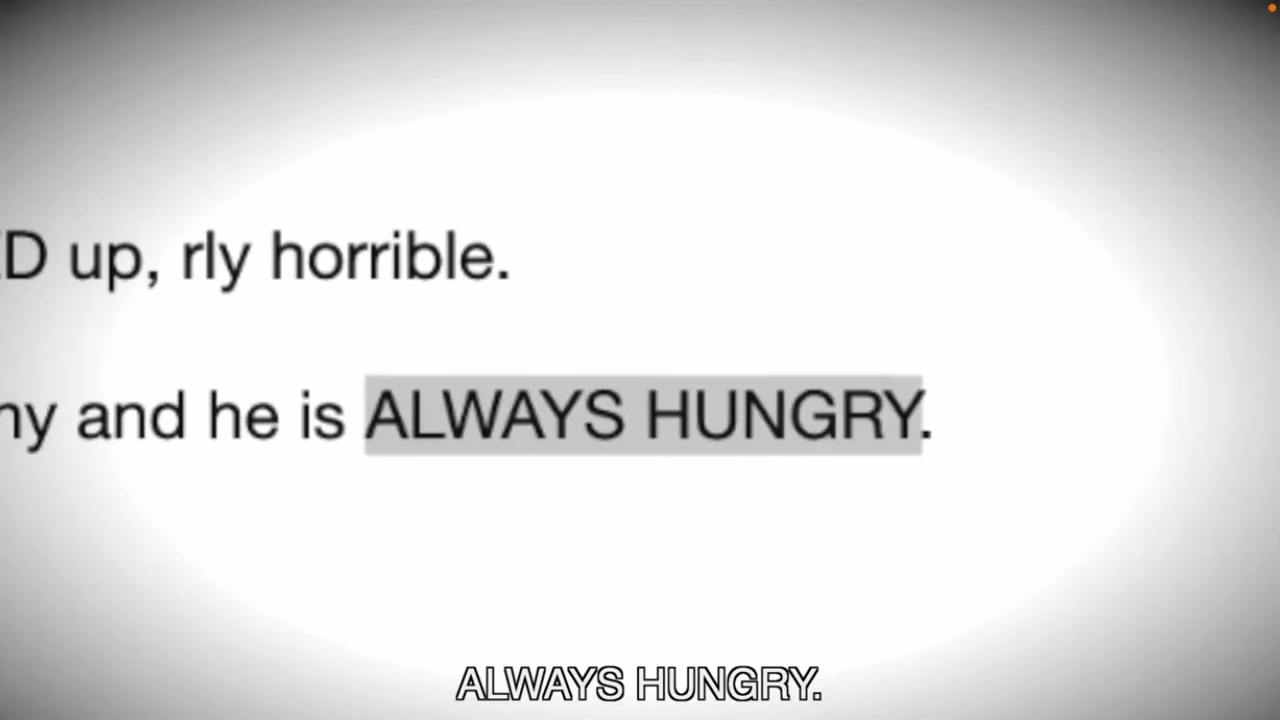 D up, rly horrible.
ny and he is ALWAYS HUNGRY.
ALWAYS HUNGRY.